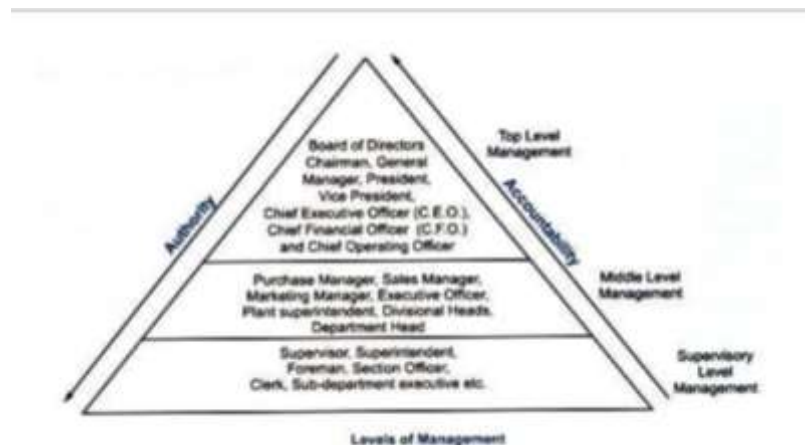 Board of Directors
Chairman, General
Manager, President,
Vice President,
Chief Executive Officer (C.E.O.),
Chief Financial Officer (C.F.O.)
and Chief Operating Officer
Authority
Accountability
Top Level
Management
Purchase Manager, Sales Manager,
Marketing Manager, Executive Officer,
Plant superintendent, Divisional Heads,
Department Head
Middle Level
Management
Supervisor, Superintendent,
Foreman, Section Officer,
Clerk, Sub-department executive etc.
Supervisory
Level
Management
Levels of Management